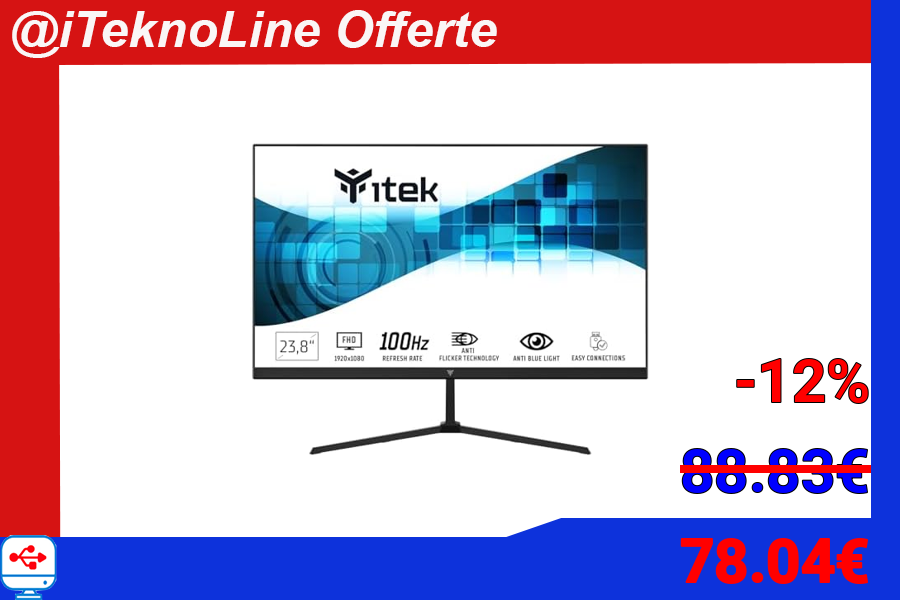 @iTeknoLine Offerte
itek
23,8"
FHD
1920x1080
100Hz
REFRESH RATE
ANTI
FLICKER TECHNOLOGY
ANTI BLUE LIGHT
EASY CONNECTIONS
-12%
88.83€
78.04€